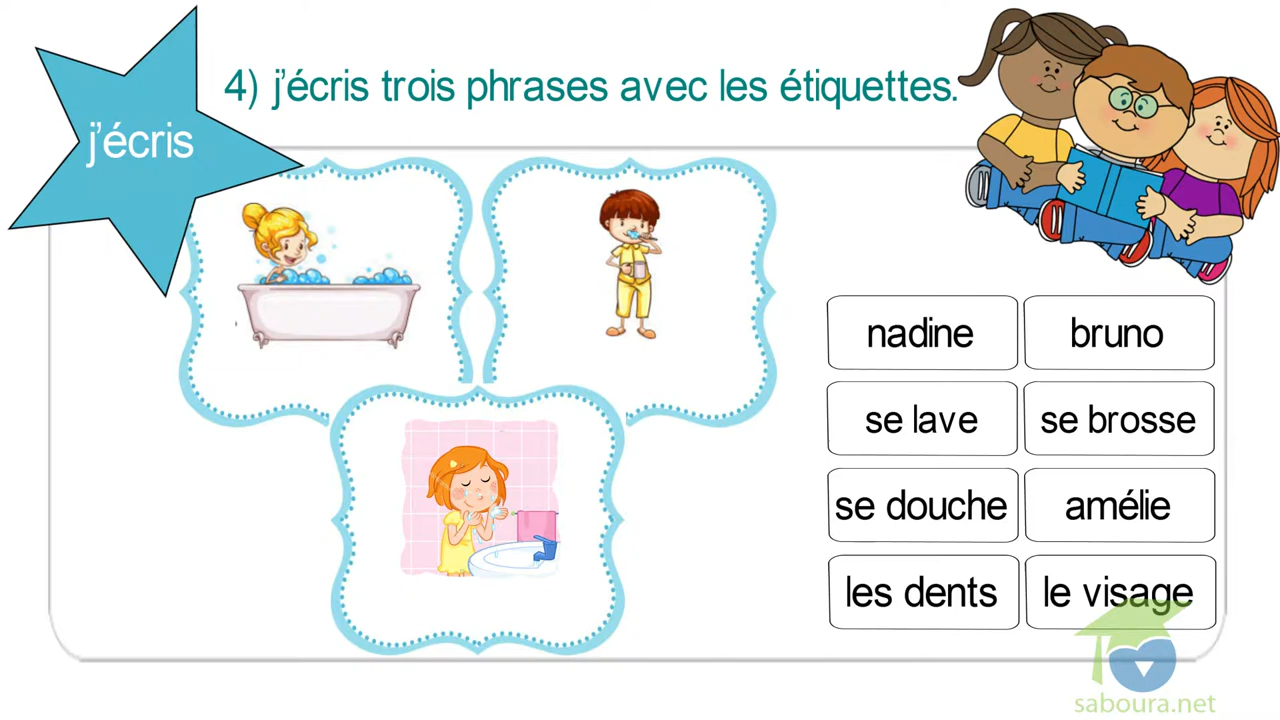 j'écris
4) j'écris trois phrases avec les étiquettes.
nadine
bruno
se lave
se brosse
se douche
amélie
les dents
le visage
saboura.net